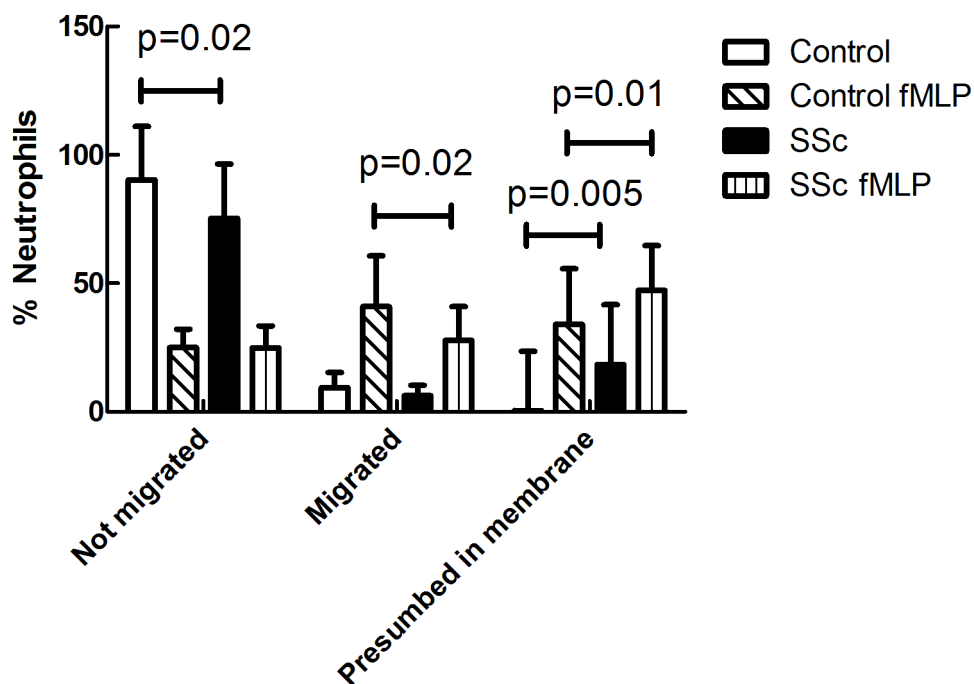 % Neutrophils
150
100
50
0
p=0.02
p=0.02
p=0.005
p=0.01
Not migrated
Migrated
Presumbed in membrane
Control
Control fMLP
SSc
SSc fMLP